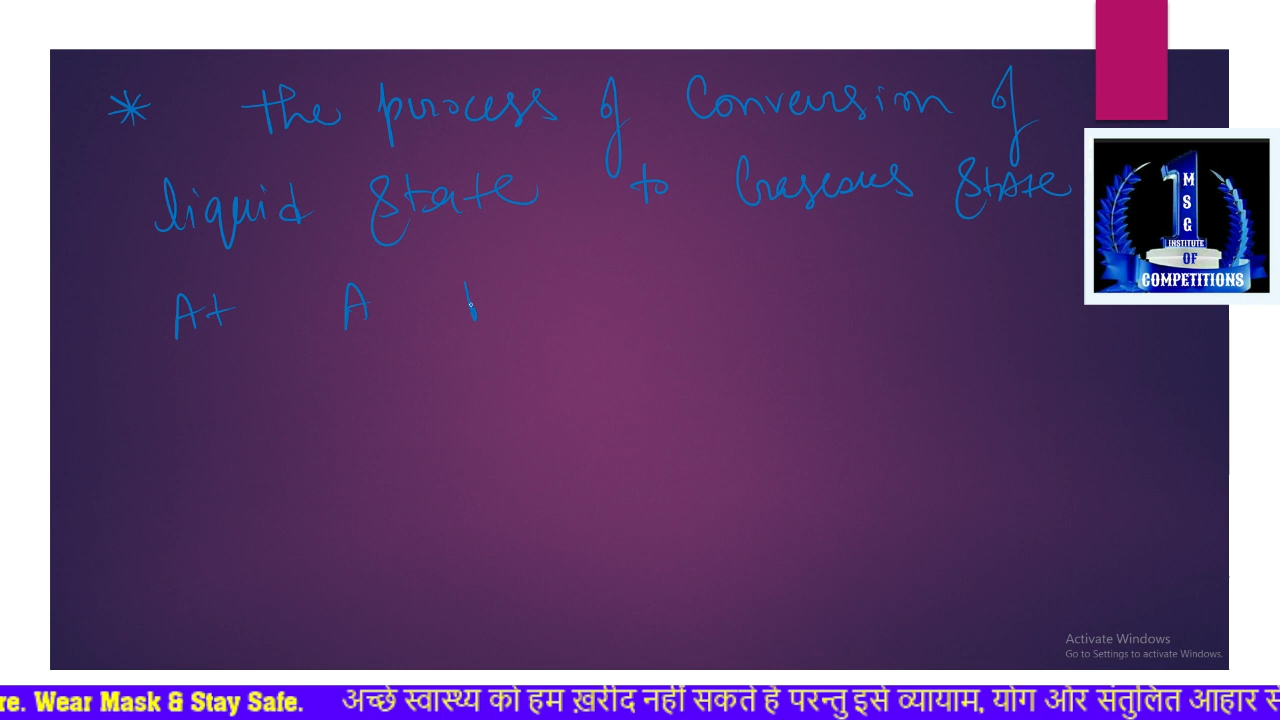 * the process of Conversion of
liquid state to Gaseous state
At A
1
MSG
INSTITUTE
OF
COMPETITIONS
Activate Windows
Go to Settings to activate Windows.
re. Wear Mask & Stay Safe. अच्छे स्वास्थ्य को हम ख़रीद नहीं सकते हैं परन्तु इसे व्यायाम, योग और संतुलित आहार से